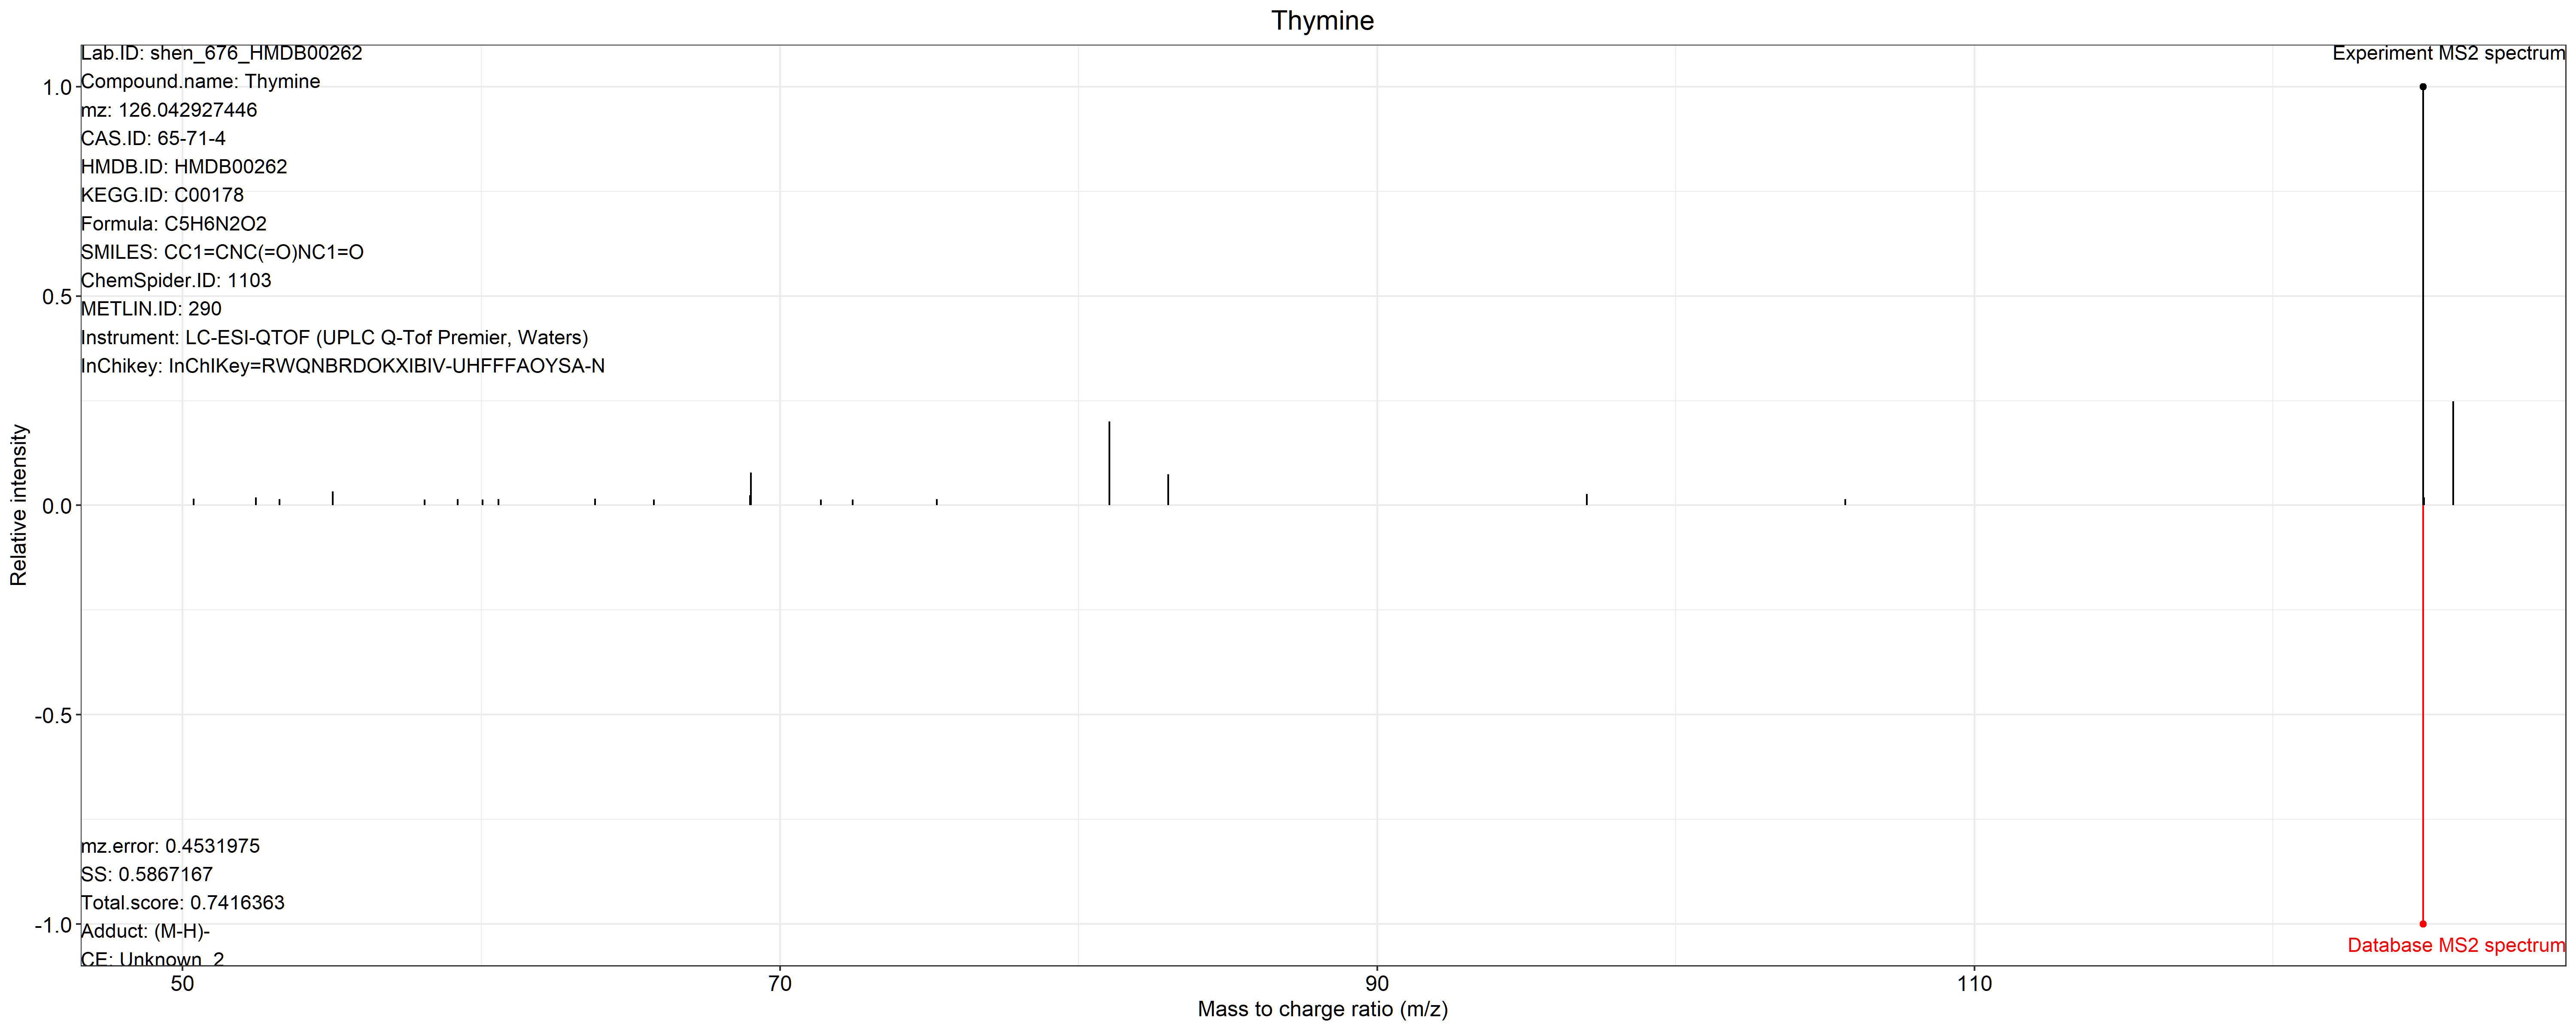 Thymine
Lab.ID: shen_676_HMDB00262
Experiment MS2 spectrum
Compound.name: Thymine
mz: 126.042927446
CAS.ID: 65-71-4
HMDB.ID: HMDB00262
KEGG.ID: C00178
Formula: C5H6N2O2
SMILES: CC1=CNC(=O)NC1=O
ChemSpider.ID: 1103
METLIN.ID: 290
Instrument: LC-ESI-QTOF (UPLC Q-Tof Premier, Waters)
InChikey: InChIKey=RWQNBRDOKXIBIV-UHFFFAOYSA-N
1.0
0.5
0.0
-0.5
-1.0
Relative intensity
mz.error: 0.4531975
SS: 0.5867167
Total.score: 0.7416363
Adduct: (M-H)-
CE: Unknown_2
Database MS2 spectrum
50
70
90
110
Mass to charge ratio (m/z)